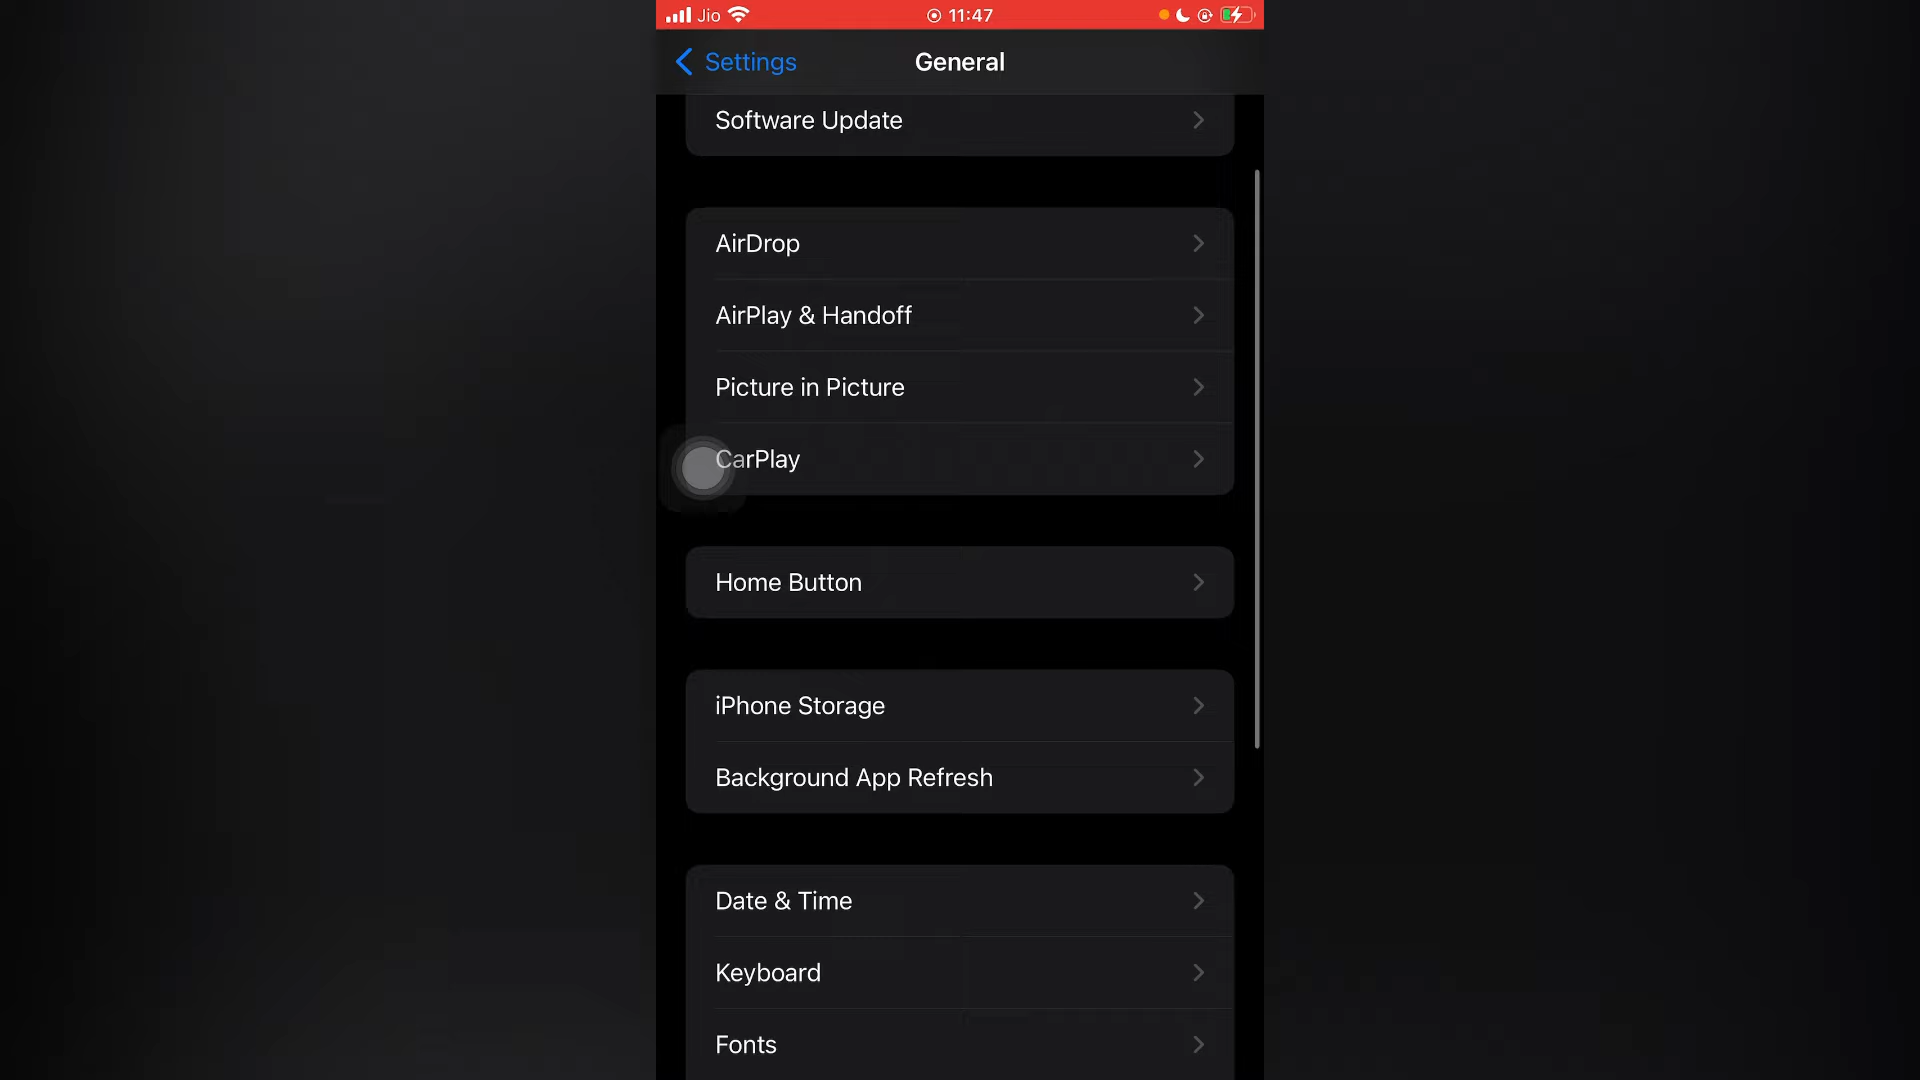 Jio 11:47
Settings General
Software Update
AirDrop
AirPlay & Handoff
Picture in Picture
CarPlay
Home Button
iPhone Storage
Background App Refresh
Date & Time
Keyboard
Fonts